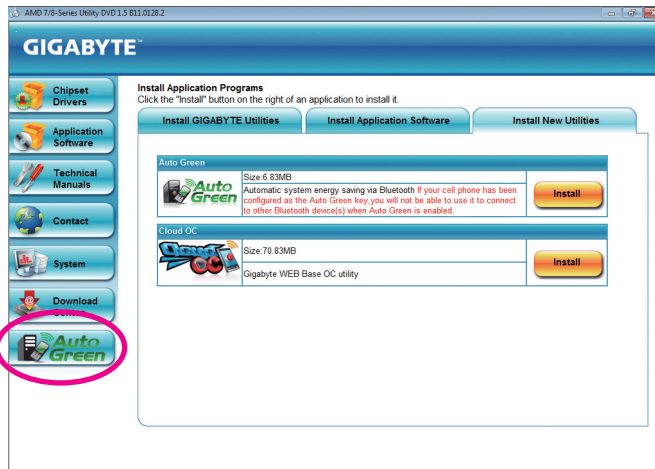 AMD 7/8-Series Utility DVD 1.5 B11.0128.2
GIGABYTE™
Chipset
Drivers
Application
Software
Technical
Manuals
Contact
System
Download
Auto
Green
Install Application Programs
Click the "Install" button on the right of an application to install it.
Install GIGABYTE Utilities
Install Application Software
Install New Utilities
Auto Green
Auto
Green
Size:6.83MB
Automatic system energy saving via Bluetooth If your cell phone has been
configured as the Auto Green key,you will not be able to use it to connect
to other Bluetooth device(s) when Auto Green is enabled.
Install
Cloud OC
Cloud
OC
Size:70.83MB
Gigabyte WEB Base OC utility
Install